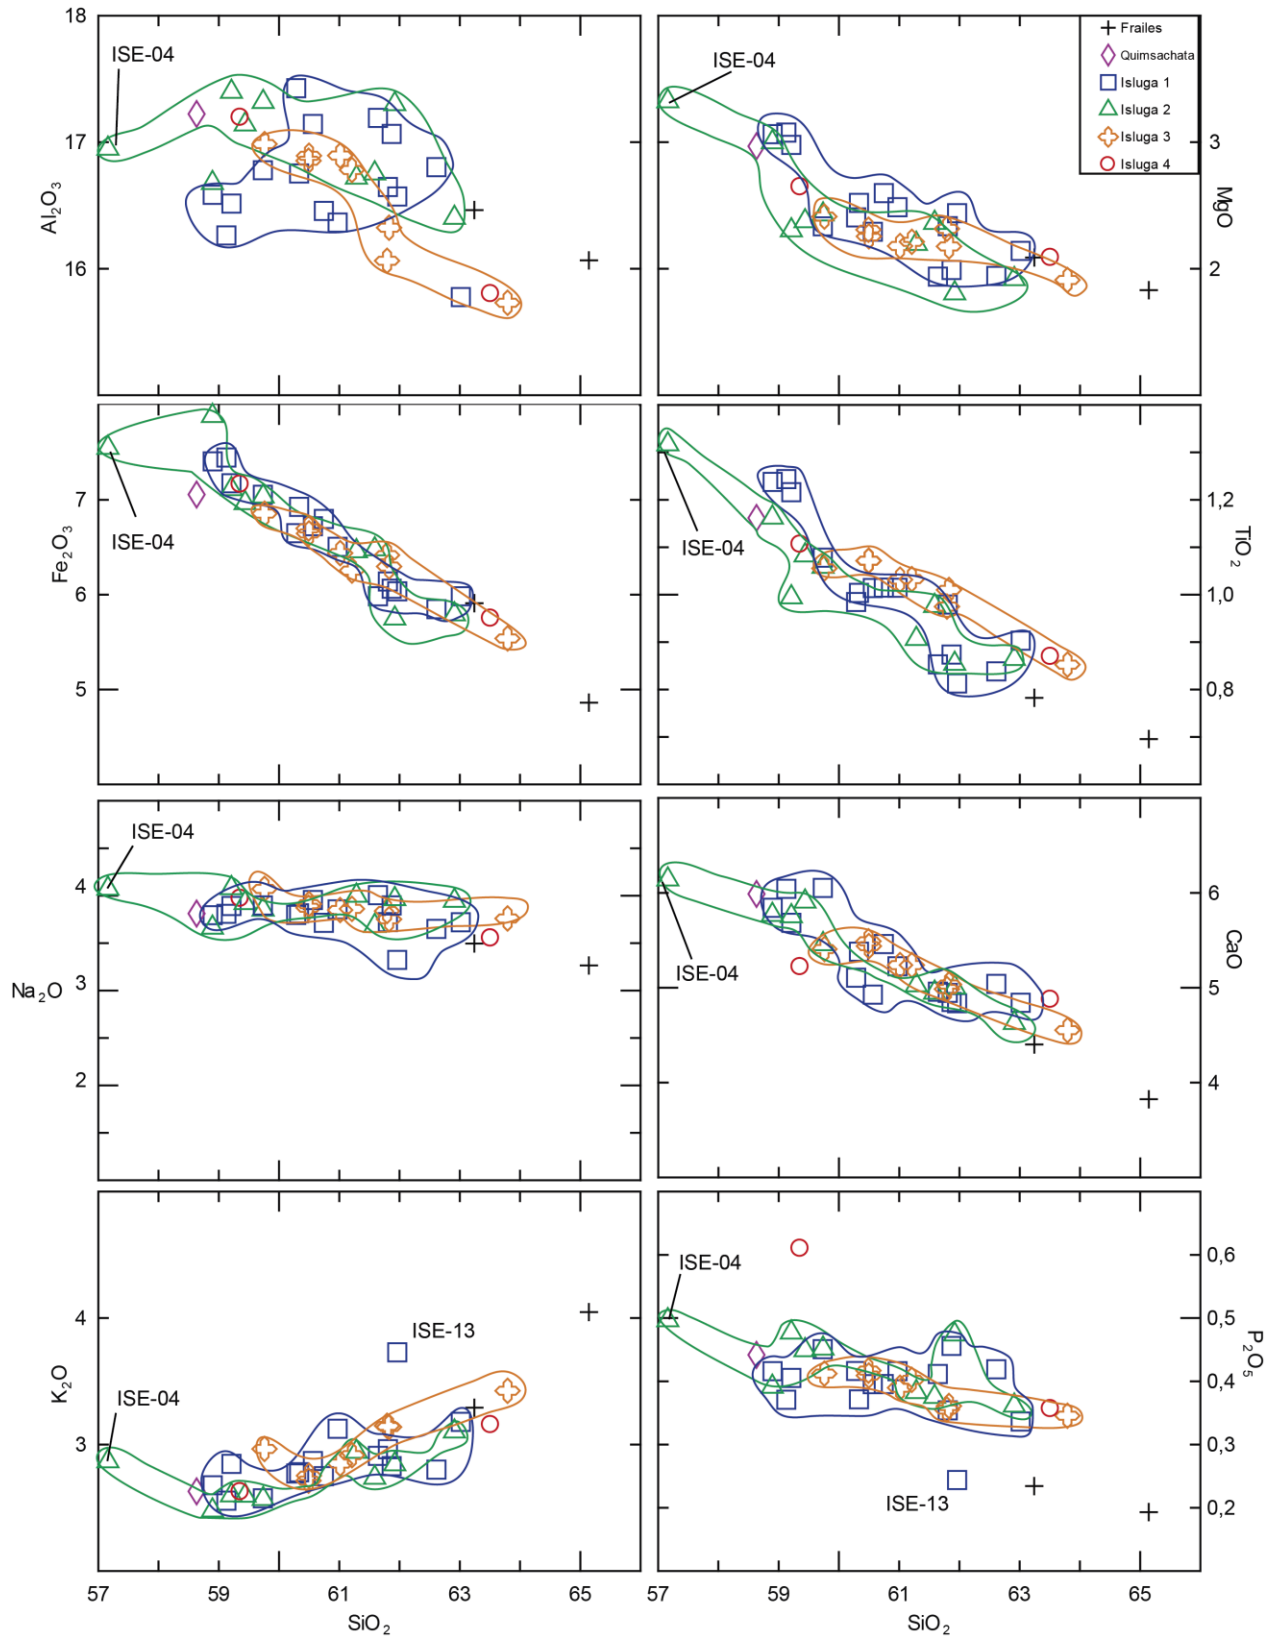 18
17
16
Al2O3
ISE-04
ISE-04
3
2
MgO
Frailes
Quimsachata
Isluga 1
Isluga 2
Isluga 3
Isluga 4
7
6
5
Fe2O3
ISE-04
ISE-04
1,2
1,0
0,8
TiO2
4
3
2
Na2O
ISE-04
ISE-04
6
5
4
CaO
4
3
K2O
ISE-04
ISE-13
ISE-04
ISE-13
0,6
0,5
0,4
0,3
0,2
P2O5
57 59 61 63 65
57 59 61 63 65
SiO2
SiO2